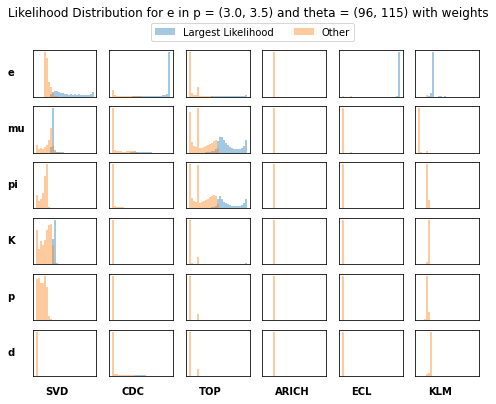 Likelihood Distribution for e in p = (3.0, 3.5) and theta = (96, 115) with weights
Largest Likelihood Other
e
mu
pi
K
p
d
SVD CDC TOP ARICH ECL KLM